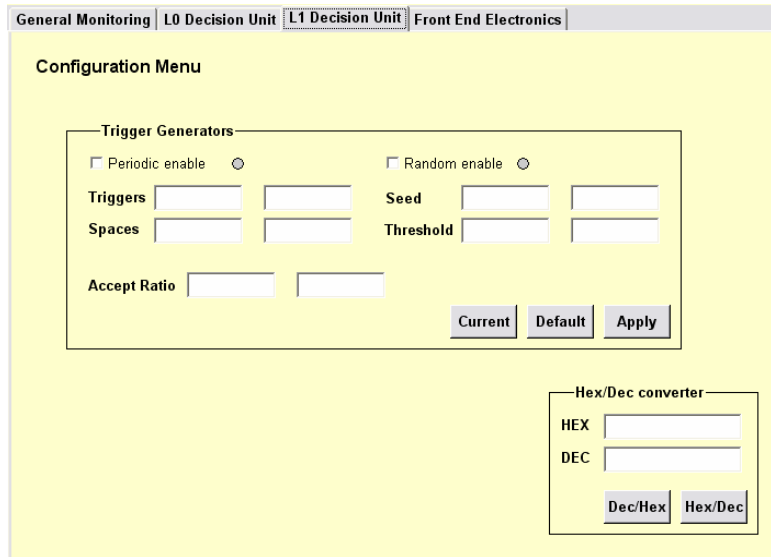 General Monitoring L0 Decision Unit L1 Decision Unit Front End Electronics
Configuration Menu
Trigger Generators
Periodic enable Random enable
Triggers Seed
Spaces Threshold
Accept Ratio
Current Default Apply
Hex/Dec converter
HEX
DEC
Dec/Hex Hex/Dec